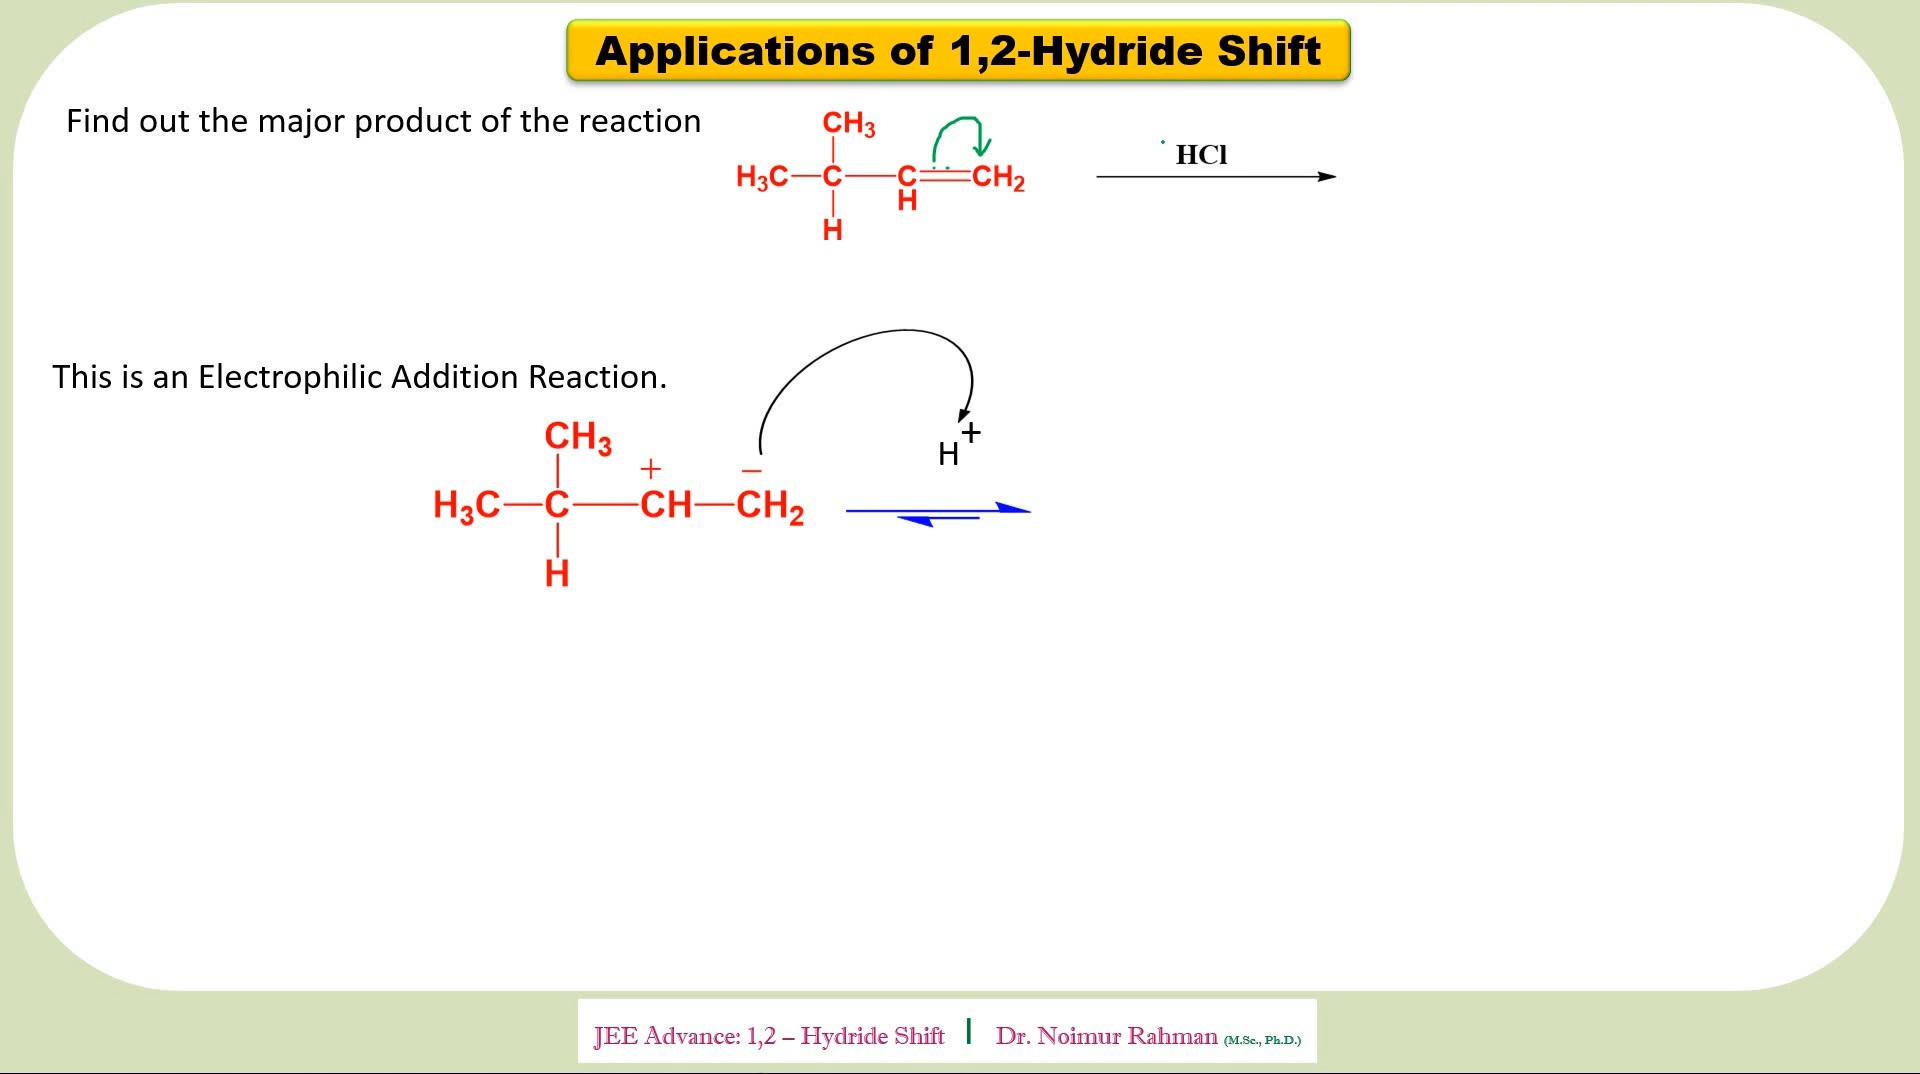 Applications of 1,2-Hydride Shift
Find out the major product of the reaction
CH3
H3C C C CH2
H
H
HCl
This is an Electrophilic Addition Reaction.
CH3
+ −
H3C C CH CH2
H
H+
JEE Advance: 1,2 – Hydride Shift | Dr. Noimur Rahman (M.Sc., Ph.D.)